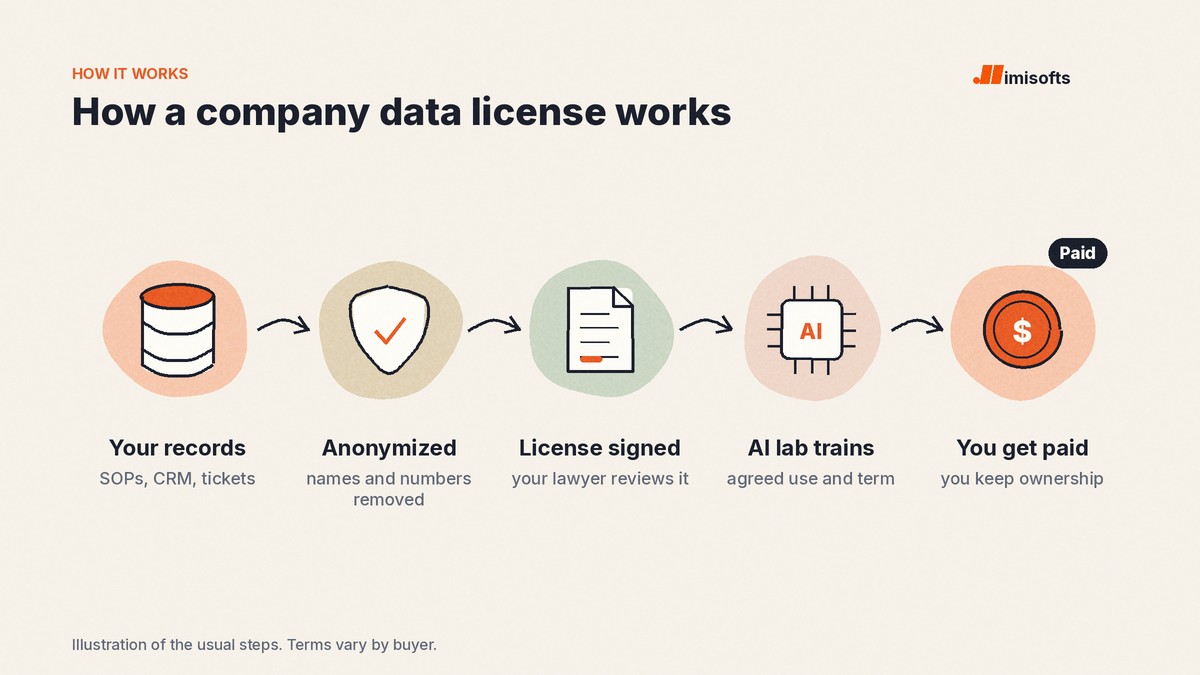 HOW IT WORKS
imisofts
How a company data license works
Paid
AI
$
Your records
SOPs, CRM, tickets
Anonymized
names and numbers
removed
License signed
your lawyer reviews it
AI lab trains
agreed use and term
You get paid
you keep ownership
Illustration of the usual steps. Terms vary by buyer.